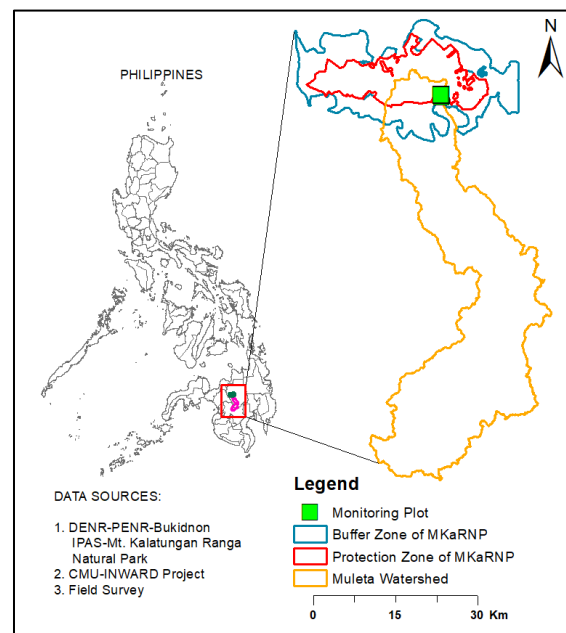 N
PHILIPPINES
DATA SOURCES:
1. DENR-PENR-Bukidnon
IPAS-Mt. Kalatungan Ranga
Natural Park
2. CMU-INWARD Project
3. Field Survey
Legend
Monitoring Plot
Buffer Zone of MKaRNP
Protection Zone of MKaRNP
Muleta Watershed
0 15 30 Km